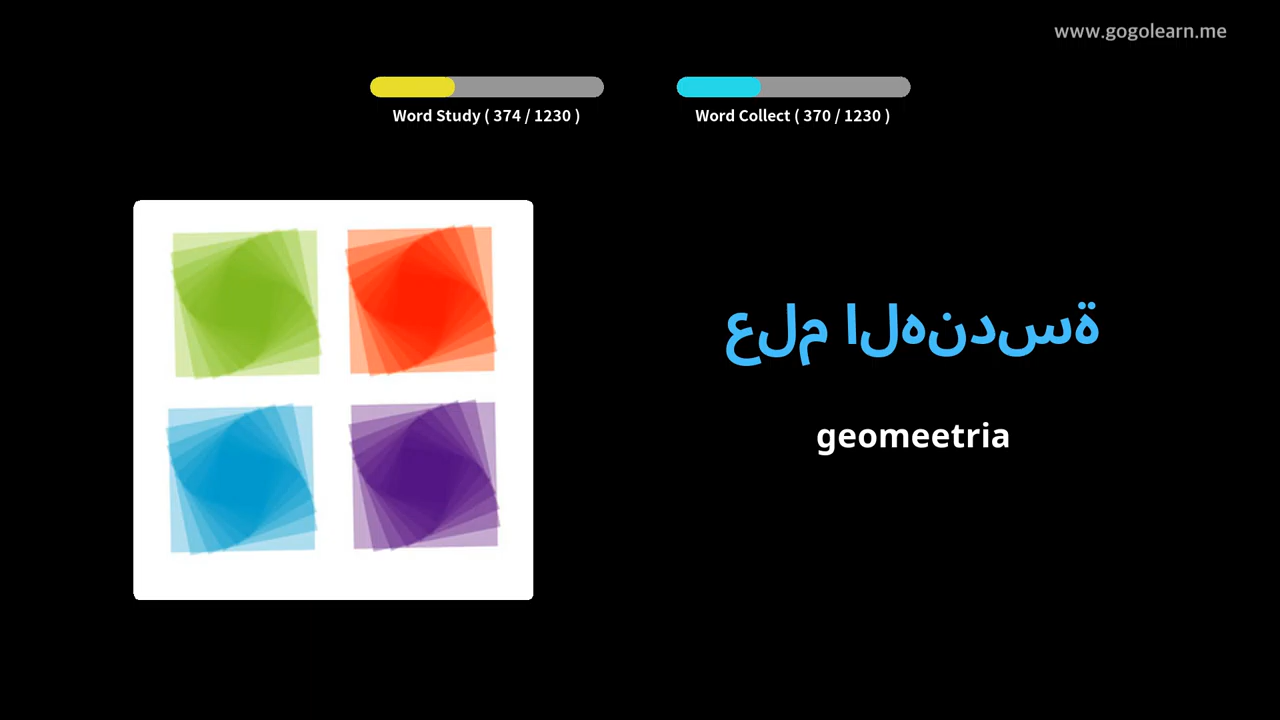 www.gogolearn.me
Word Study ( 374 / 1230 )
Word Collect ( 370 / 1230 )
علم الهندسة
geomeetria